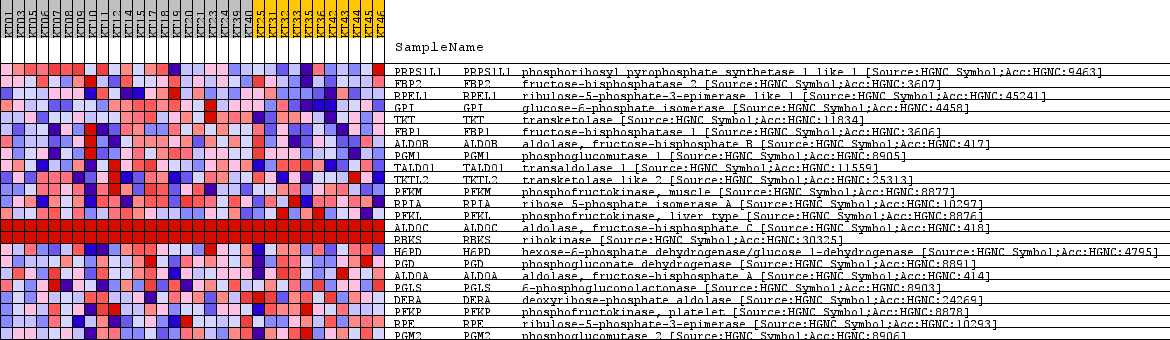 KT01 KT03 KT05 KT06 KT07 KT08 KT09 KT10 KT11 KT12 KT14 KT15 KT17 KT18 KT19 KT20 KT21 KT23 KT24 KT39 KT40 KT25 KT31 KT32 KT33 KT35 KT36 KT42 KT43 KT44 KT45 KT46
SampleName
PRPS1L1 PRPS1L1 phosphoribosyl pyrophosphate synthetase 1 like 1 [Source:HGNC Symbol;Acc:HGNC:9463]
FBP2 FBP2 fructose-bisphosphatase 2 [Source:HGNC Symbol;Acc:HGNC:3607]
RPEL1 RPEL1 ribulose-5-phosphate-3-epimerase like 1 [Source:HGNC Symbol;Acc:HGNC:45241]
GPI GPI glucose-6-phosphate isomerase [Source:HGNC Symbol;Acc:HGNC:4458]
TKT TKT transketolase [Source:HGNC Symbol;Acc:HGNC:11834]
FBP1 FBP1 fructose-bisphosphatase 1 [Source:HGNC Symbol;Acc:HGNC:3606]
ALDOB ALDOB aldolase, fructose-bisphosphate B [Source:HGNC Symbol;Acc:HGNC:417]
PGM1 PGM1 phosphoglucomutase 1 [Source:HGNC Symbol;Acc:HGNC:8905]
TALDO1 TALDO1 transaldolase 1 [Source:HGNC Symbol;Acc:HGNC:11559]
TKTL2 TKTL2 transketolase like 2 [Source:HGNC Symbol;Acc:HGNC:25313]
PFKM PFKM phosphofructokinase, muscle [Source:HGNC Symbol;Acc:HGNC:8877]
RPIA RPIA ribose 5-phosphate isomerase A [Source:HGNC Symbol;Acc:HGNC:10297]
PFKL PFKL phosphofructokinase, liver type [Source:HGNC Symbol;Acc:HGNC:8876]
ALDOC ALDOC aldolase, fructose-bisphosphate C [Source:HGNC Symbol;Acc:HGNC:418]
RBKS RBKS ribokinase [Source:HGNC Symbol;Acc:HGNC:30325]
H6PD H6PD hexose-6-phosphate dehydrogenase/glucose 1-dehydrogenase [Source:HGNC Symbol;Acc:HGNC:4795]
PGD PGD phosphogluconate dehydrogenase [Source:HGNC Symbol;Acc:HGNC:8891]
ALDOA ALDOA aldolase, fructose-bisphosphate A [Source:HGNC Symbol;Acc:HGNC:414]
PGLS PGLS 6-phosphogluconolactonase [Source:HGNC Symbol;Acc:HGNC:8903]
DERA DERA deoxyribose-phosphate aldolase [Source:HGNC Symbol;Acc:HGNC:24269]
PFKP PFKP phosphofructokinase, platelet [Source:HGNC Symbol;Acc:HGNC:8878]
RPE RPE ribulose-5-phosphate-3-epimerase [Source:HGNC Symbol;Acc:HGNC:10293]
PGM2 PGM2 phosphoglucomutase 2 [Source:HGNC Symbol;Acc:HGNC:8906]